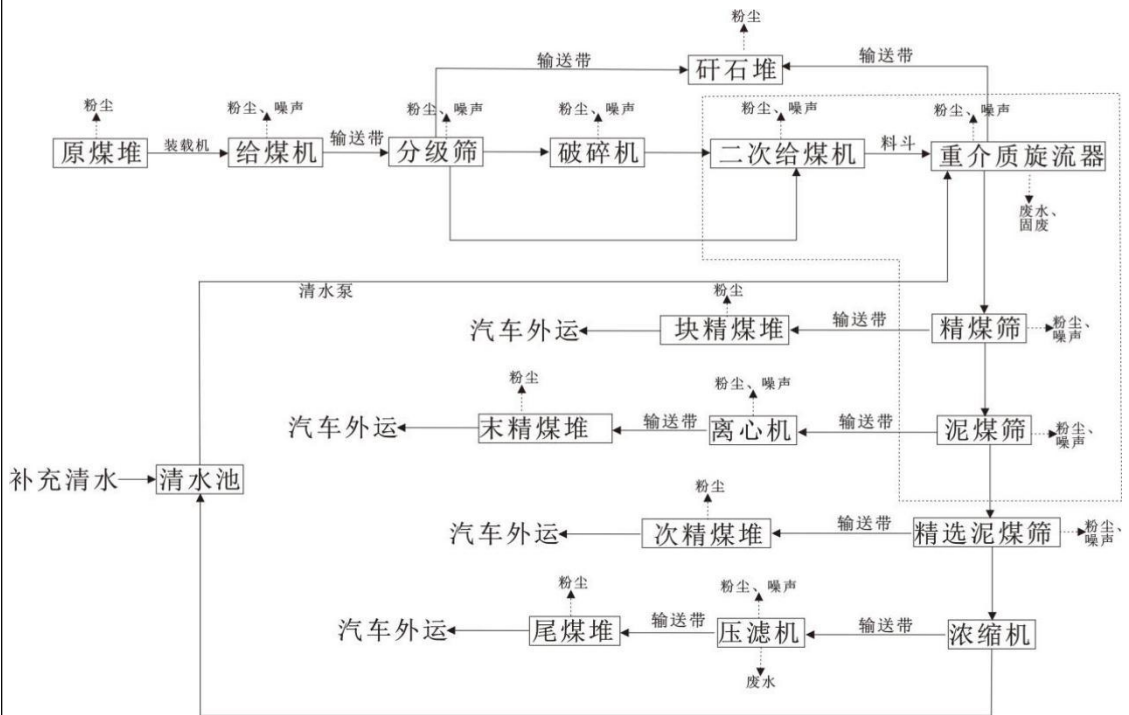 粉尘
输送带
矸石堆
输送带
粉尘
粉尘、噪声
粉尘、噪声
粉尘、噪声
粉尘、噪声
粉尘、噪声
原煤堆
装载机
给煤机
输送带
分级筛
破碎机
二次给煤机
料斗
重介质旋流器
废水、
固废
清水泵
粉尘
汽车外运
块精煤堆
输送带
精煤筛
粉尘、
噪声
粉尘
粉尘、噪声
汽车外运
末精煤堆
输送带
离心机
输送带
泥煤筛
粉尘、
噪声
补充清水
清水池
粉尘
汽车外运
次精煤堆
输送带
精选泥煤筛
粉尘、
噪声
粉尘
粉尘、噪声
汽车外运
尾煤堆
输送带
压滤机
输送带
浓缩机
废水